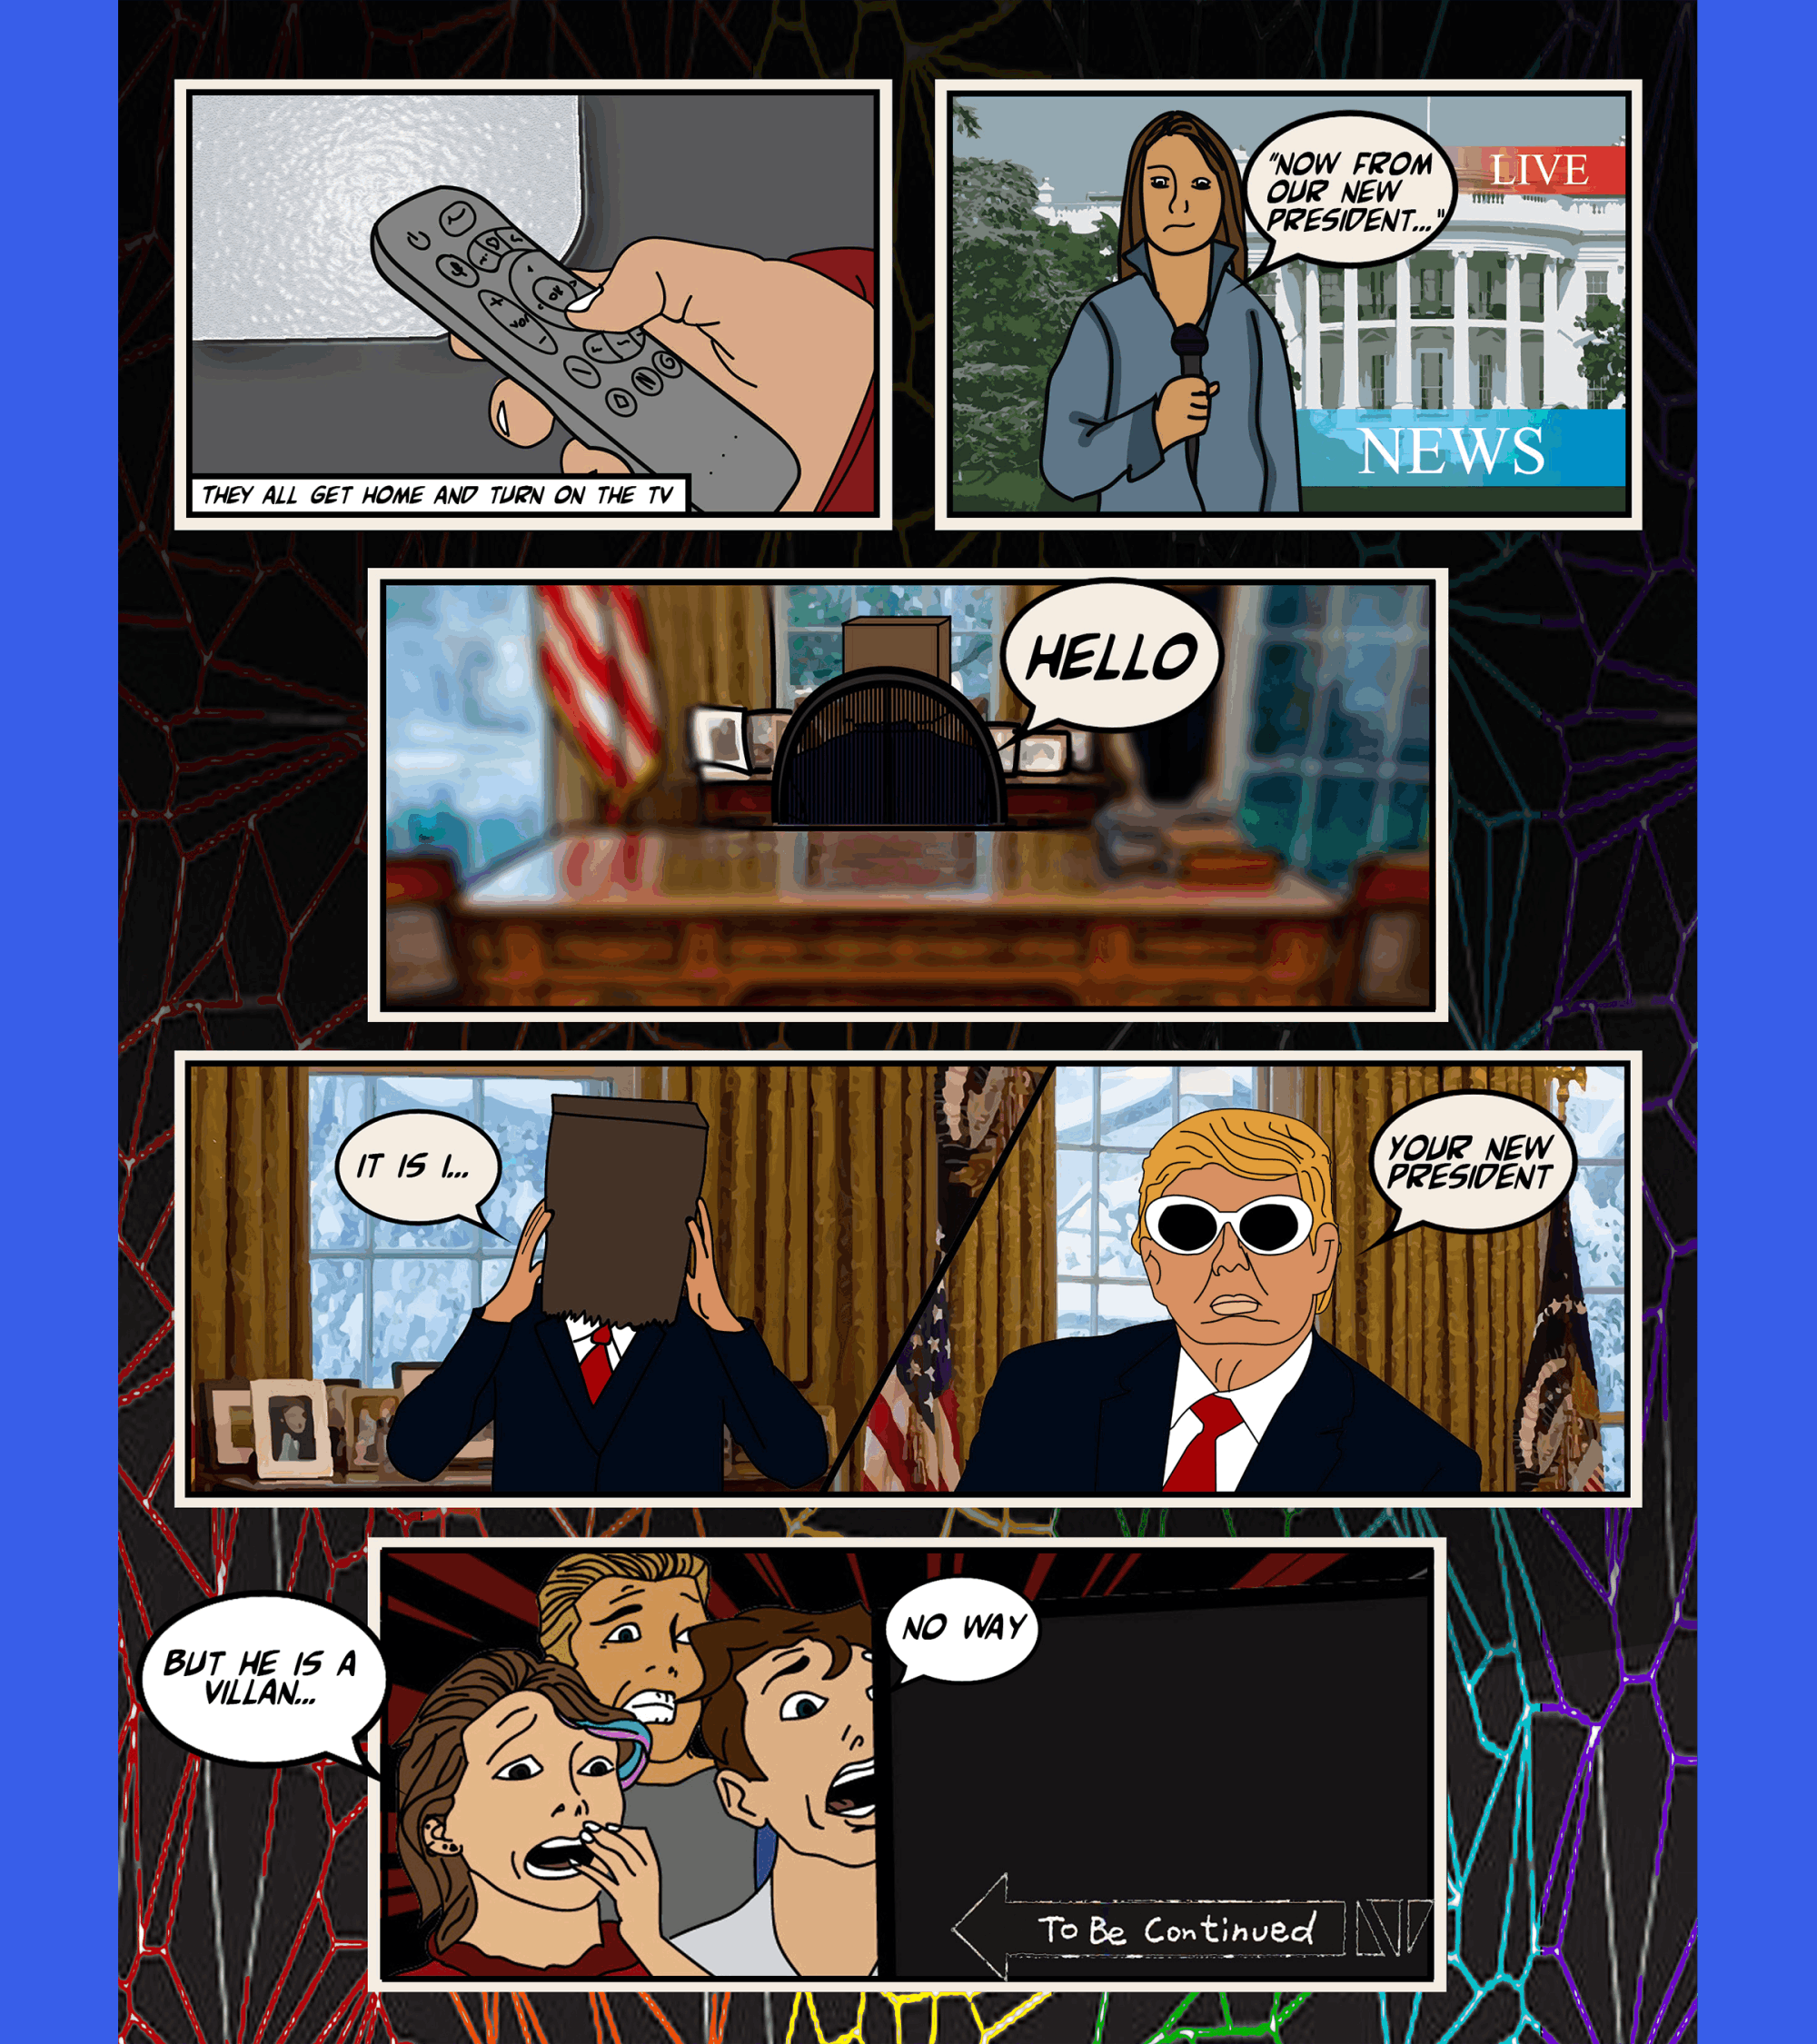 THEY ALL GET HOME AND TURN ON THE TV
"NOW FROM
OUR NEW
PRESIDENT..."
LIVE
NEWS
HELLO
IT IS I...
YOUR NEW
PRESIDENT
BUT HE IS A
VILLAN...
NO WAY
To Be Continued